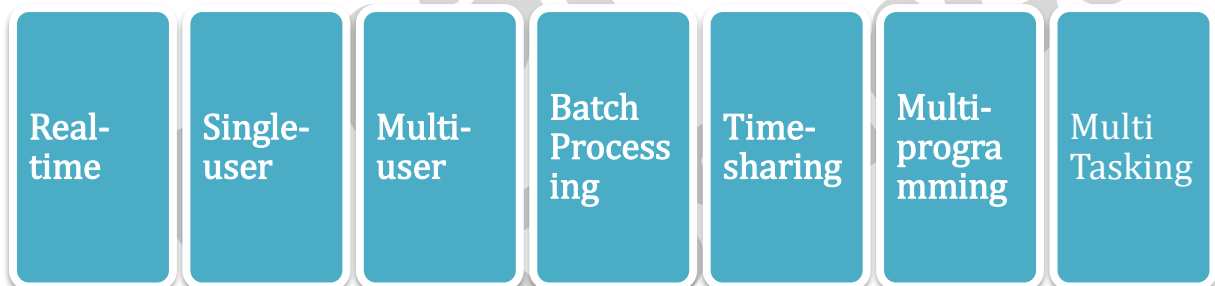 Real-
time
Single-
user
Multi-
user
Batch
Process
ing
Time-
sharing
Multi-
progra
mming
Multi
Tasking